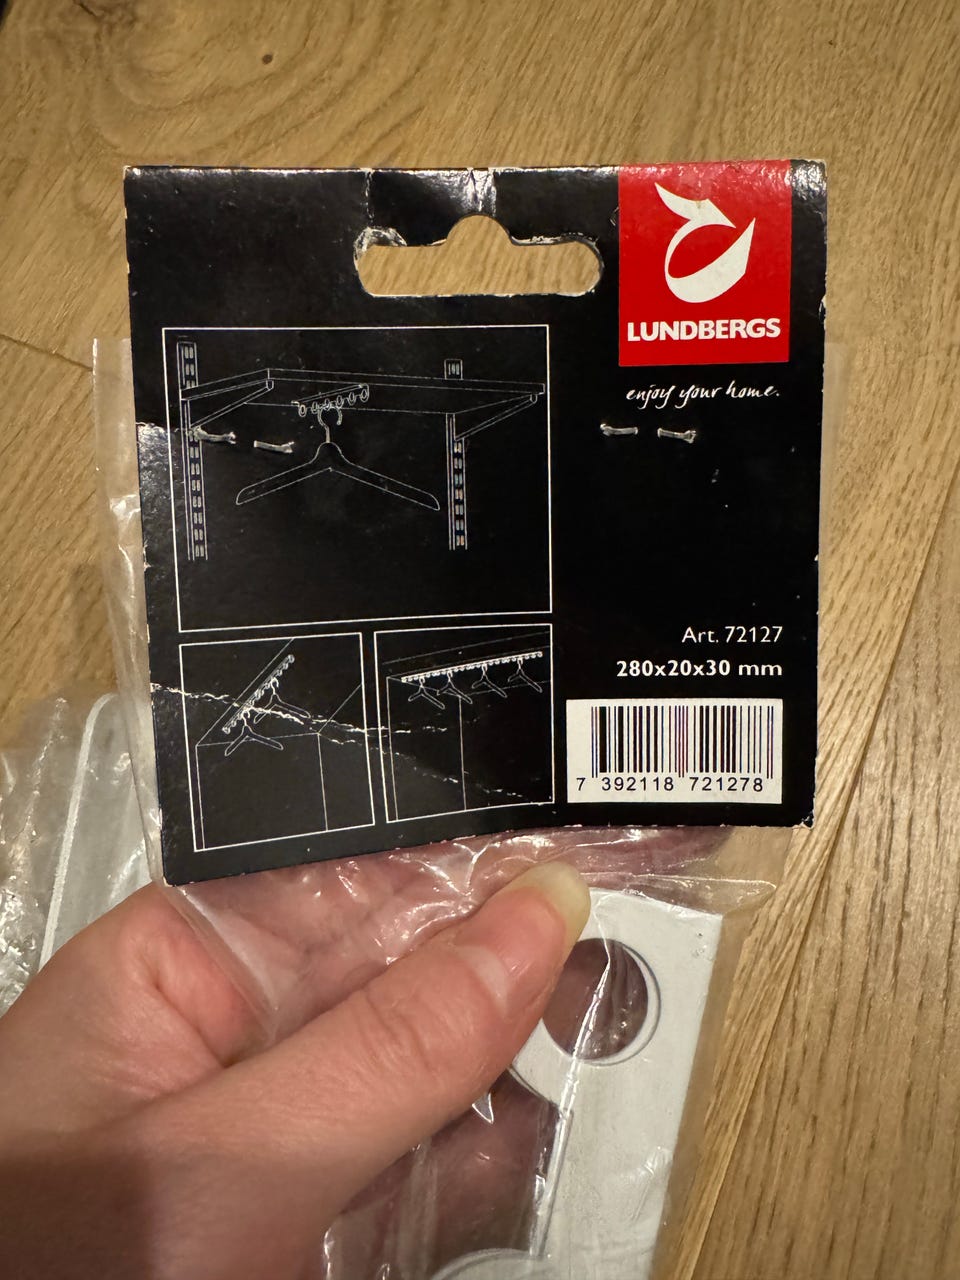 LUNDBERGS
enjoy your home.
Art. 72127
280x20x30 mm
7 392118 721278